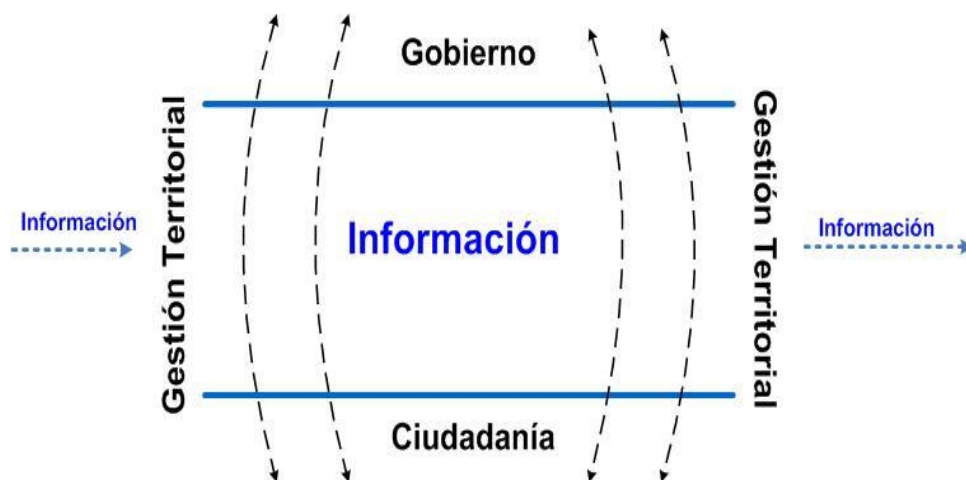 Gobierno
Gestión Territorial
Gestión Territorial
Información
Información
Información
Ciudadanía